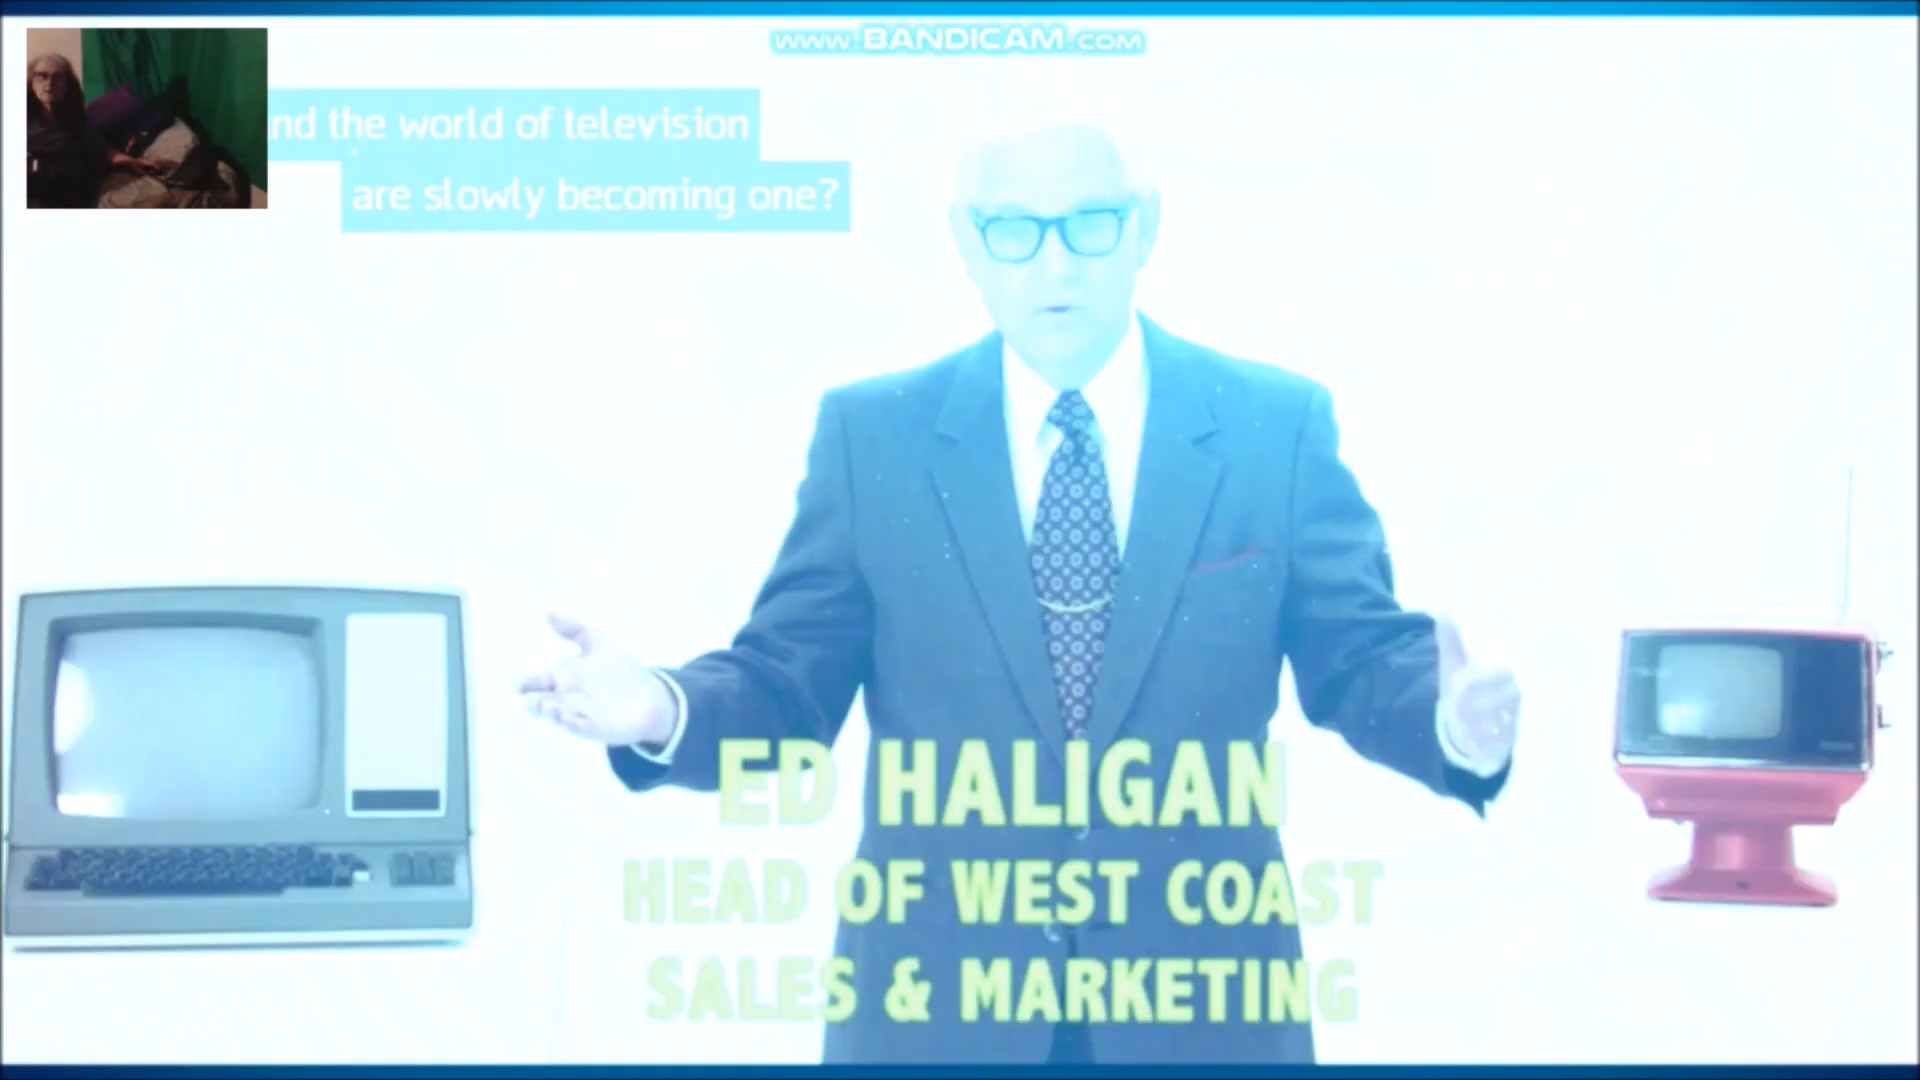 www.BANDICAM.com
nd the world of television
are slowly becoming one?
ED HALIGAN
HEAD OF WEST COAST
SALES & MARKETING